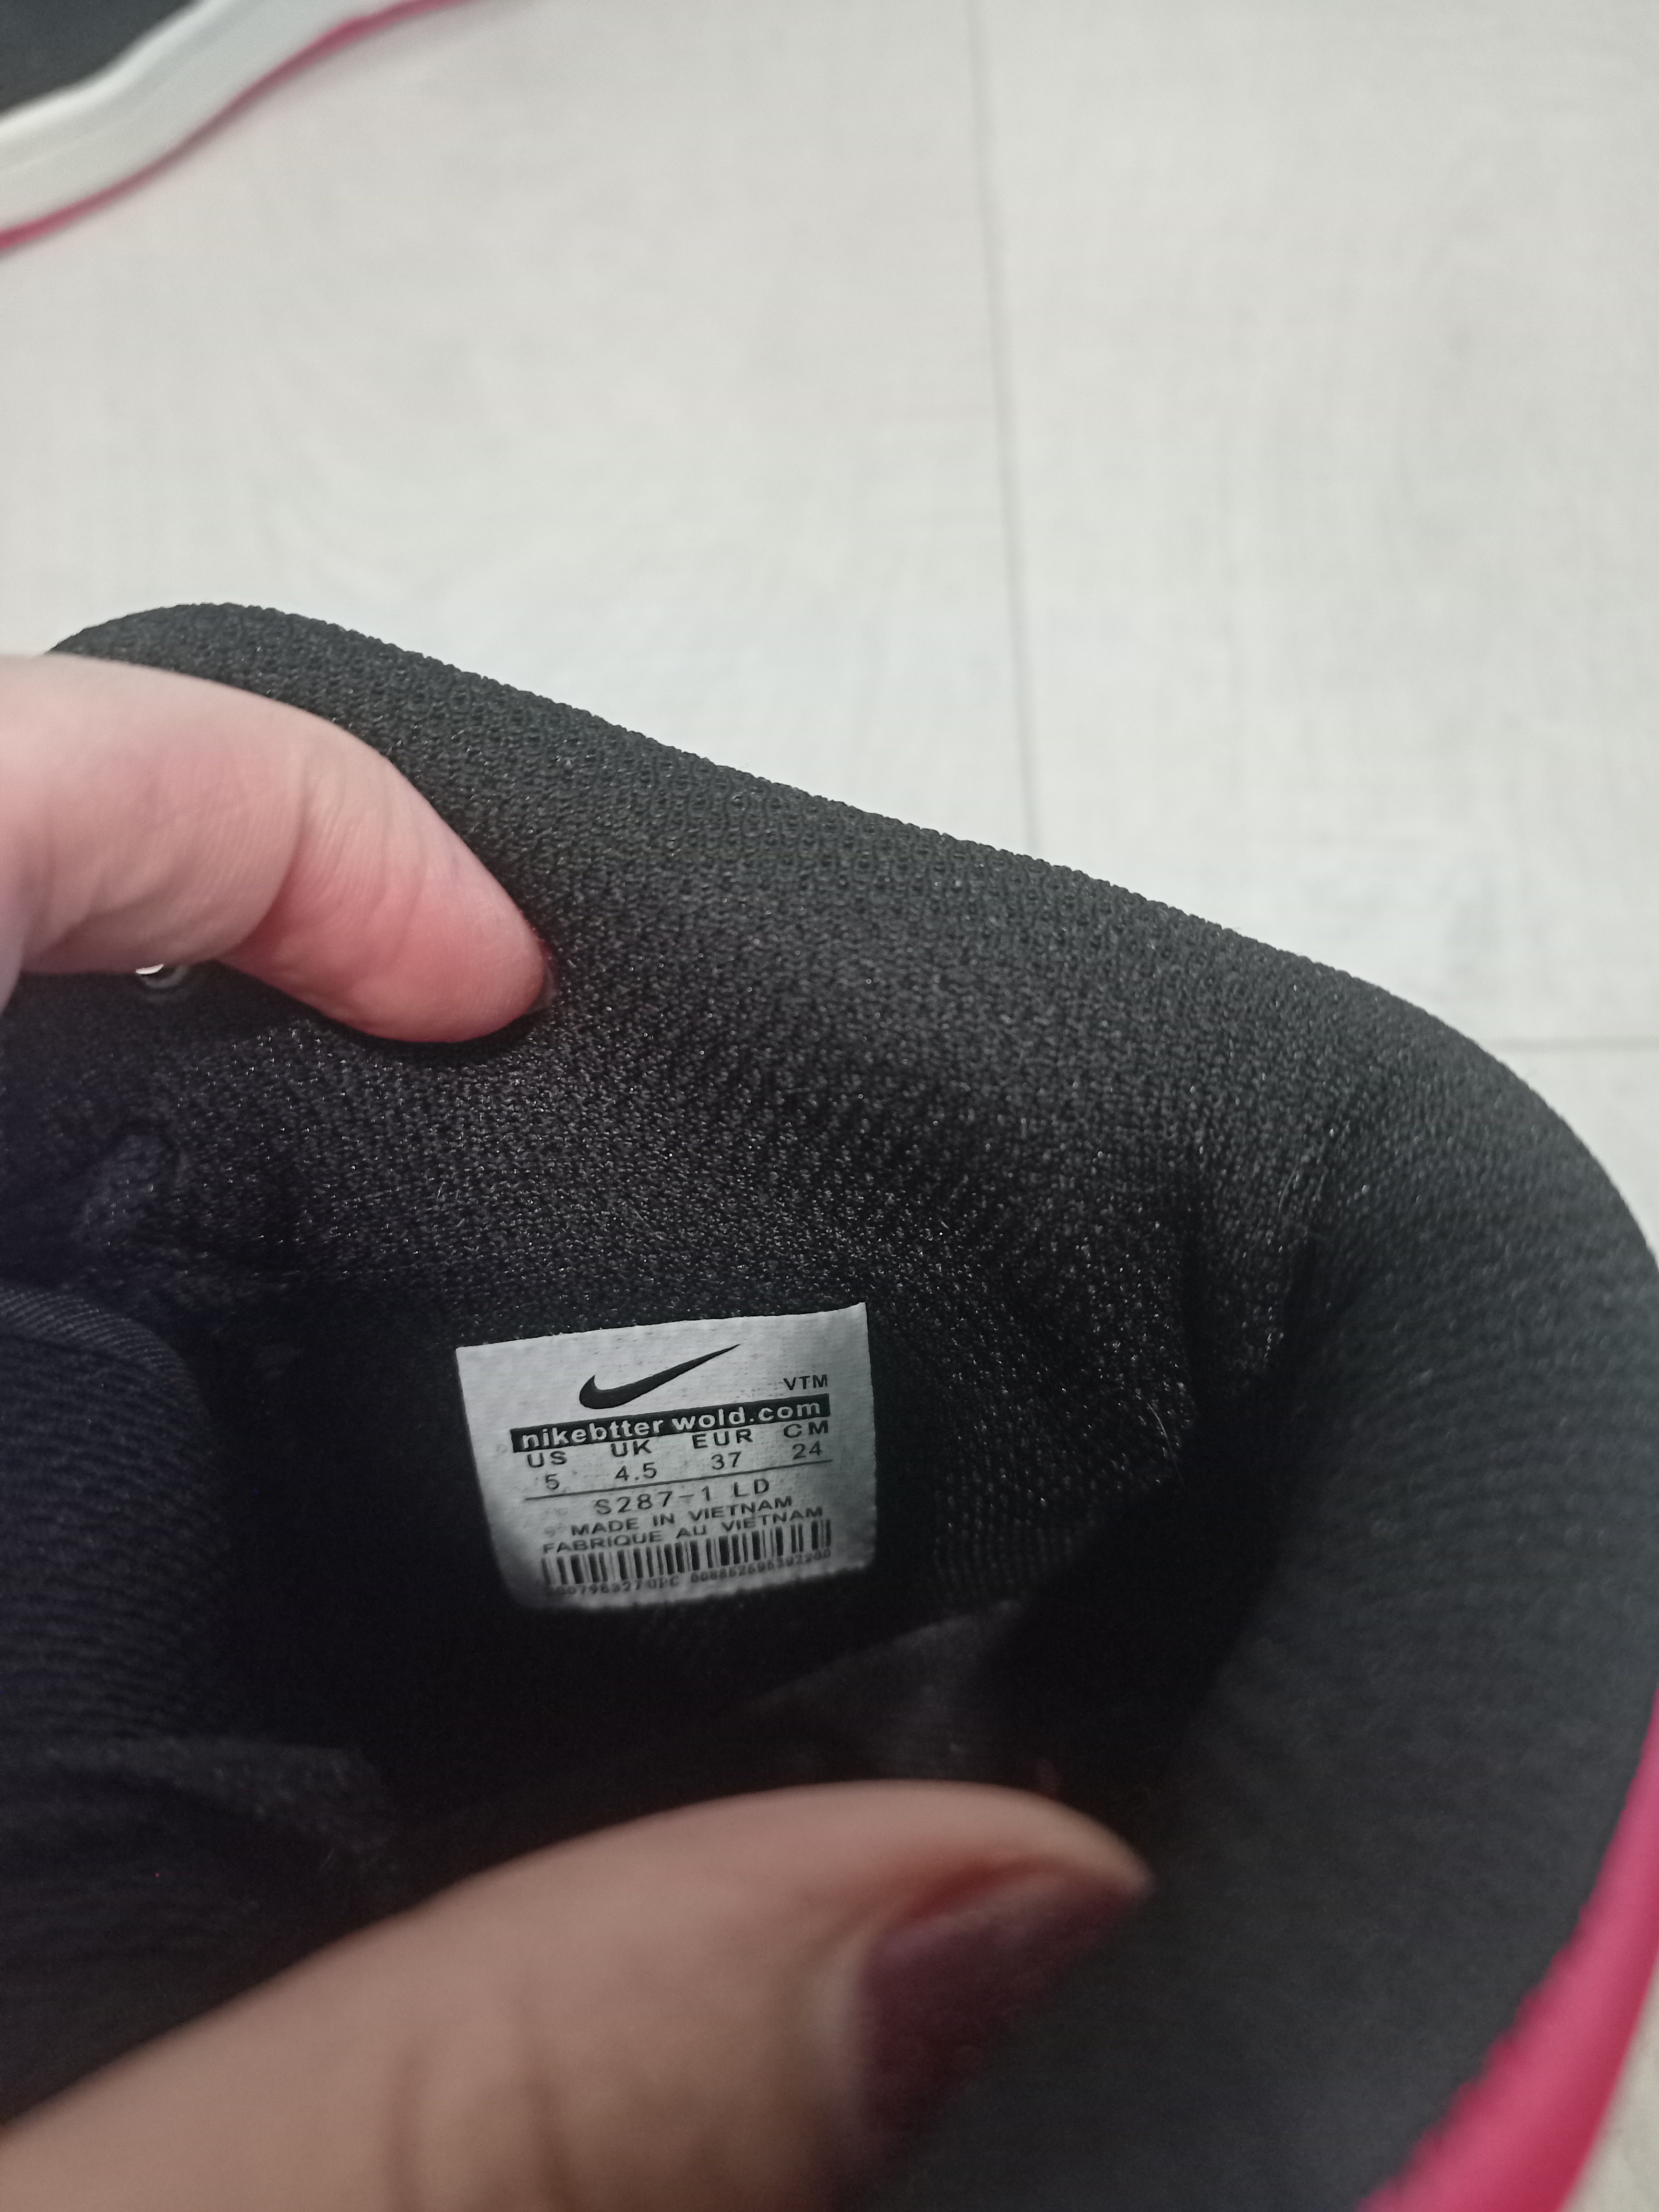 VTM
nikebtter wold.com
US UK EUR CM
5 4.5 37 24
S287-1 LD
MADE IN VIETNAM
FABRIQUE AU VIETNAM